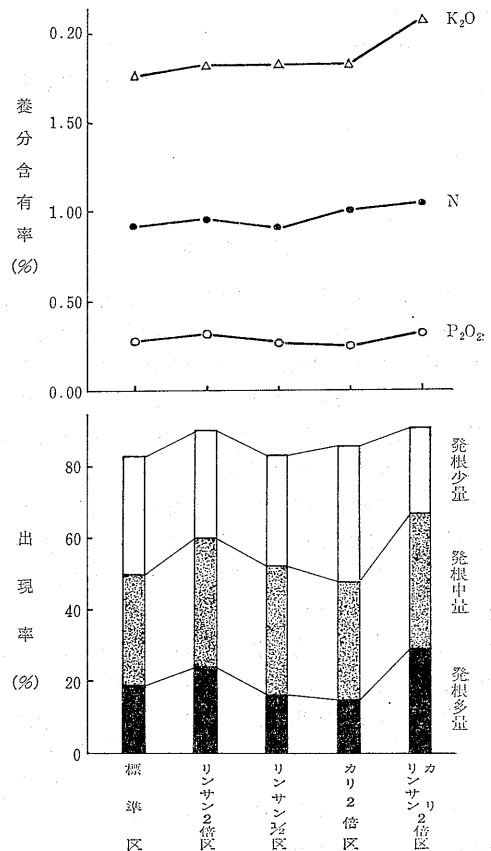 0.20
1.50
1.00
0.50
0.00
養分含有率(%)
K₂O
N
P₂O₂:
80
60
40
20
0
出現率(%)
発根少量
発根中量
発根多量
標準区
リンサン2倍区
リンサン½区
カリ2倍区
カリ
リンサン2倍区